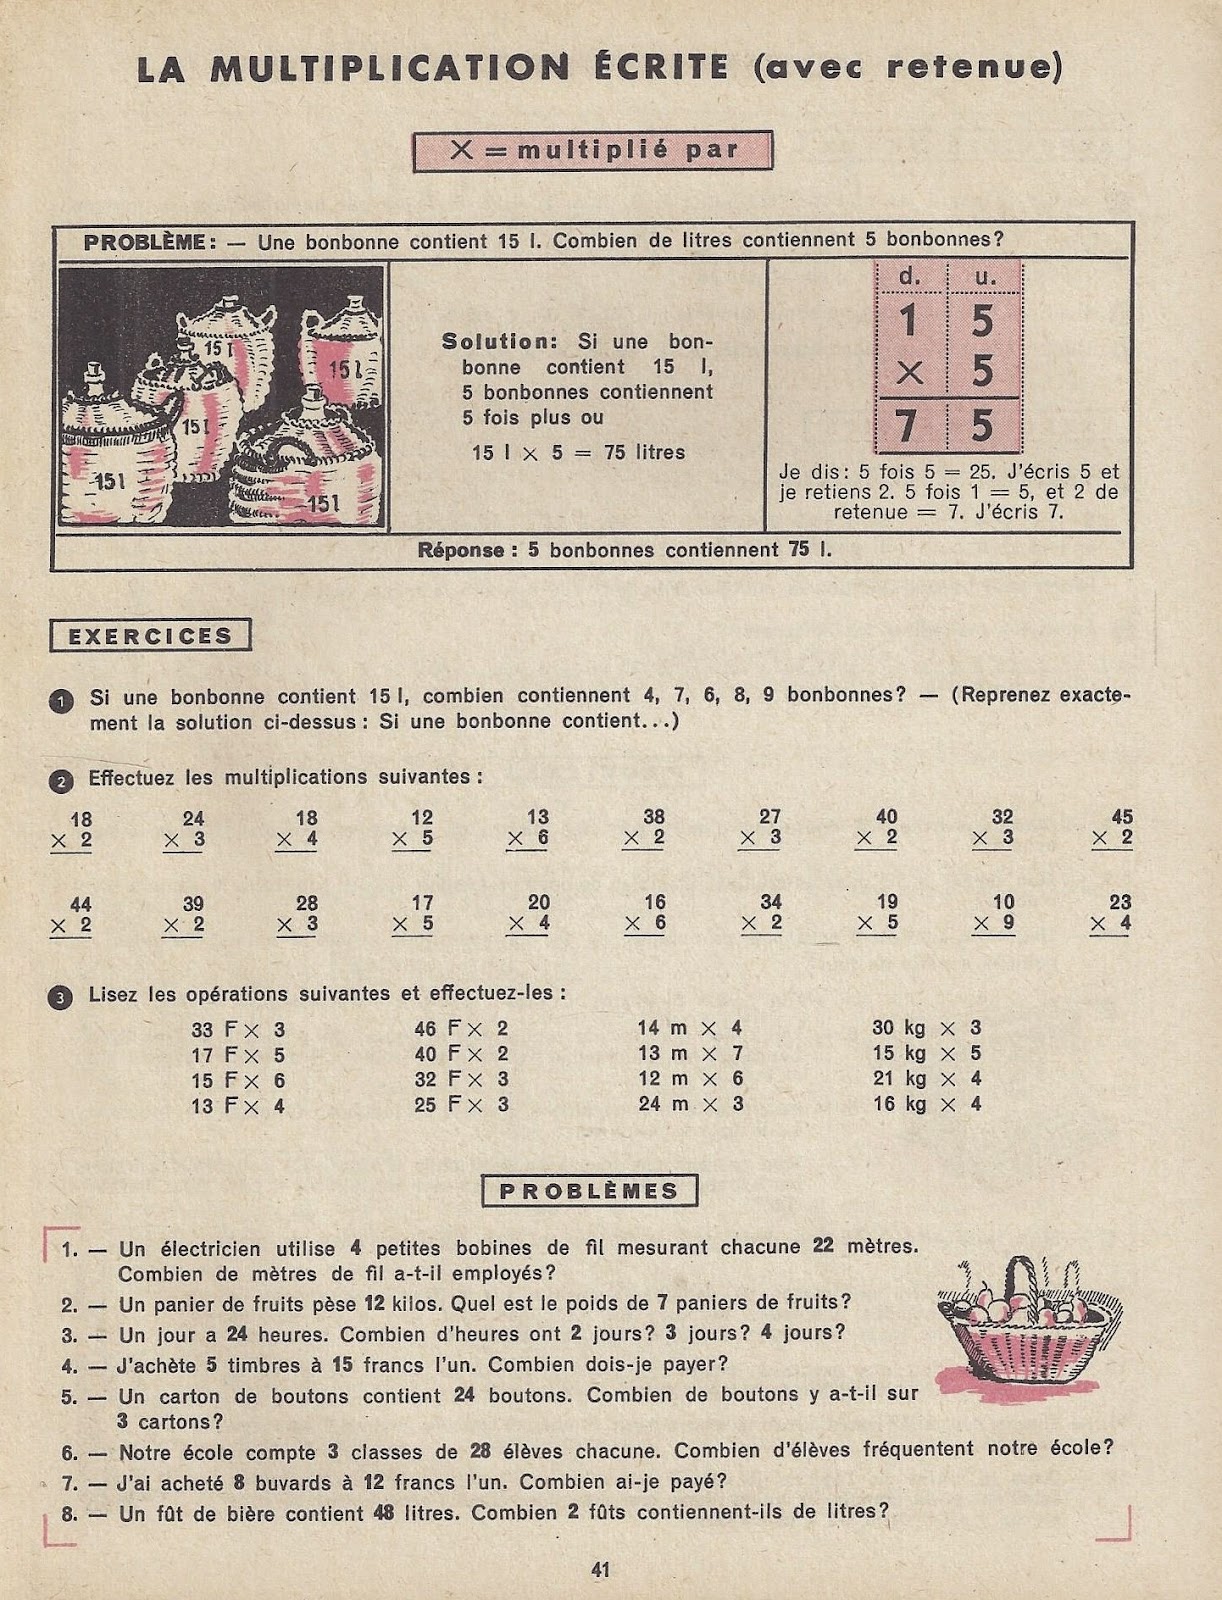 LA MULTIPLICATION ÉCRITE (avec retenue)
× = multiplié par
PROBLÈME: — Une bonbonne contient 15 l. Combien de litres contiennent 5 bonbonnes?
15 l
15 l
15 l
15 l
15 l
Solution: Si une bon-
bonne contient 15 l,
5 bonbonnes contiennent
5 fois plus ou
15 l × 5 = 75 litres
d. u.
1 5
× 5
7 5
Je dis: 5 fois 5 = 25. J'écris 5 et
je retiens 2. 5 fois 1 = 5, et 2 de
retenue = 7. J'écris 7.
Réponse : 5 bonbonnes contiennent 75 l.
EXERCICES
1 Si une bonbonne contient 15 l, combien contiennent 4, 7, 6, 8, 9 bonbonnes? — (Reprenez exacte-
ment la solution ci-dessus : Si une bonbonne contient...)
2 Effectuez les multiplications suivantes :
18 24 18 12 13 38 27 40 32 45
× 2 × 3 × 4 × 5 × 6 × 2 × 3 × 2 × 3 × 2
44 39 28 17 20 16 34 19 10 23
× 2 × 2 × 3 × 5 × 4 × 6 × 2 × 5 × 9 × 4
3 Lisez les opérations suivantes et effectuez-les :
33 F × 3 46 F × 2 14 m × 4 30 kg × 3
17 F × 5 40 F × 2 13 m × 7 15 kg × 5
15 F × 6 32 F × 3 12 m × 6 21 kg × 4
13 F × 4 25 F × 3 24 m × 3 16 kg × 4
PROBLÈMES
1. — Un électricien utilise 4 petites bobines de fil mesurant chacune 22 mètres.
Combien de mètres de fil a-t-il employés?
2. — Un panier de fruits pèse 12 kilos. Quel est le poids de 7 paniers de fruits?
3. — Un jour a 24 heures. Combien d'heures ont 2 jours? 3 jours? 4 jours?
4. — J'achète 5 timbres à 15 francs l'un. Combien dois-je payer?
5. — Un carton de boutons contient 24 boutons. Combien de boutons y a-t-il sur
3 cartons?
6. — Notre école compte 3 classes de 28 élèves chacune. Combien d'élèves fréquentent notre école?
7. — J'ai acheté 8 buvards à 12 francs l'un. Combien ai-je payé?
8. — Un fût de bière contient 48 litres. Combien 2 fûts contiennent-ils de litres?
41